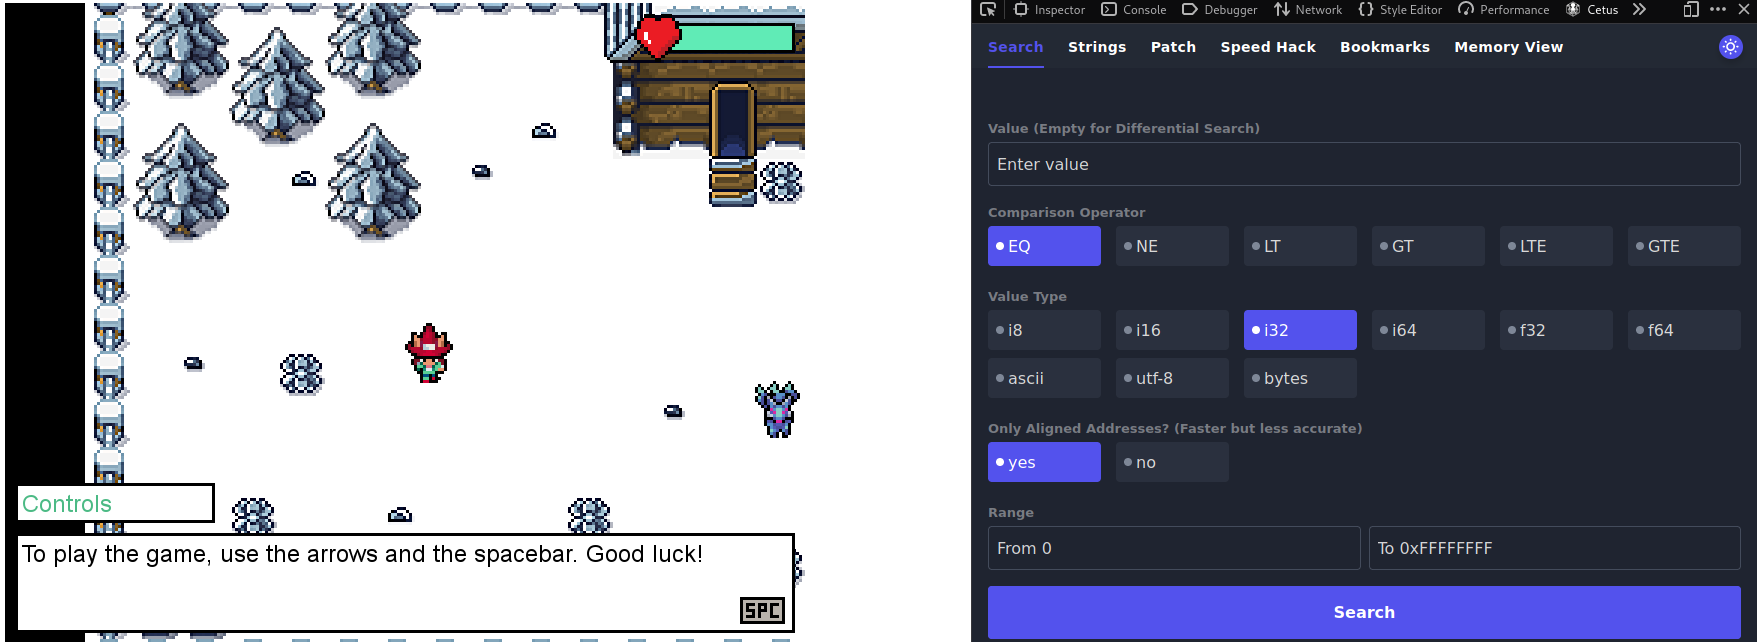 Controls
To play the game, use the arrows and the spacebar. Good luck!
SPC
Inspector Console Debugger Network Style Editor Performance Cetus
Search Strings Patch Speed Hack Bookmarks Memory View
Value (Empty for Differential Search)
Enter value
Comparison Operator
EQ NE LT GT LTE GTE
Value Type
i8 i16 i32 i64 f32 f64
ascii utf-8 bytes
Only Aligned Addresses? (Faster but less accurate)
yes no
Range
From 0 To 0xFFFFFFFF
Search